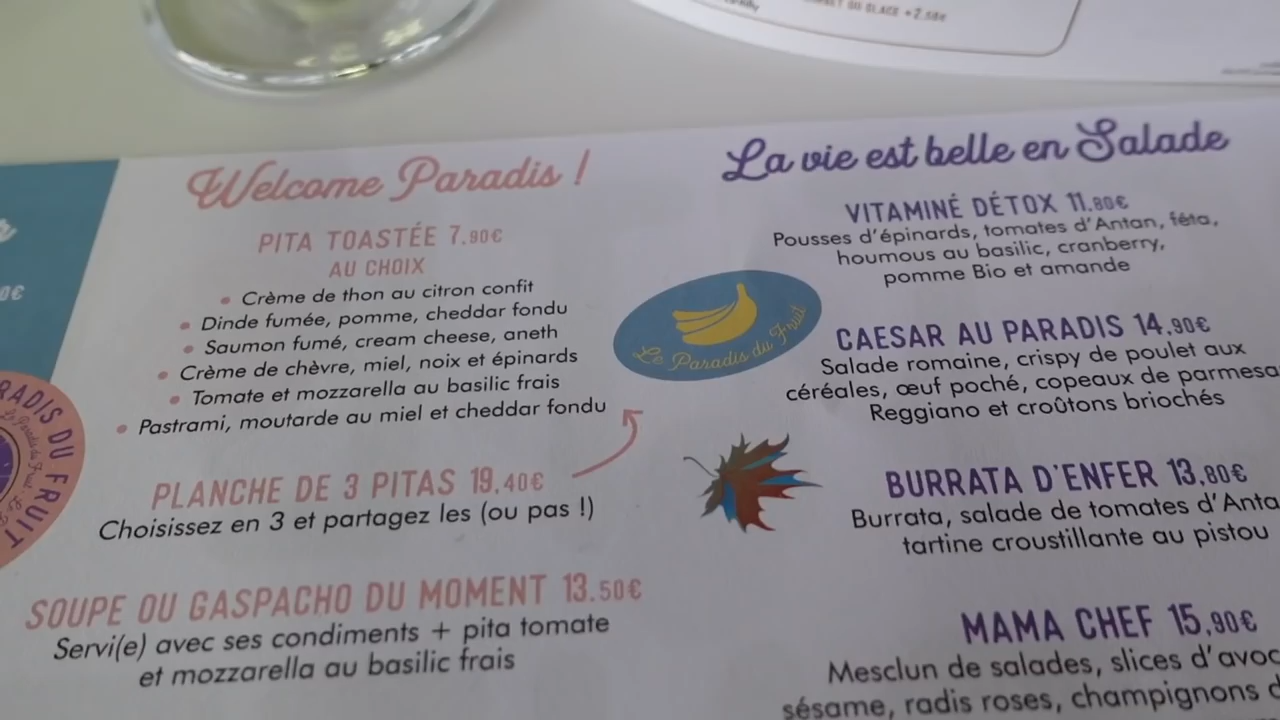 GLACE +2.50€
Welcome Paradis !
PITA TOASTÉE 7.90€
AU CHOIX
• Crème de thon au citron confit
• Dinde fumée, pomme, cheddar fondu
• Saumon fumé, cream cheese, aneth
• Crème de chèvre, miel, noix et épinards
• Tomate et mozzarella au basilic frais
• Pastrami, moutarde au miel et cheddar fondu
PLANCHE DE 3 PITAS 19.40€
Choisissez en 3 et partagez les (ou pas !)
SOUPE OU GASPACHO DU MOMENT 13.50€
Servi(e) avec ses condiments + pita tomate
et mozzarella au basilic frais
RADIS DU FRUIT
Le Paradis du Fruit
La vie est belle en Salade
VITAMINÉ DÉTOX 11.80€
Pousses d'épinards, tomates d'Antan, féta,
houmous au basilic, cranberry,
pomme Bio et amande
CAESAR AU PARADIS 14.90€
Salade romaine, crispy de poulet aux
céréales, œuf poché, copeaux de parmesa
Reggiano et croûtons briochés
BURRATA D'ENFER 13.80€
Burrata, salade de tomates d'Anta
tartine croustillante au pistou
MAMA CHEF 15.90€
Mesclun de salades, slices d'avoc
sésame, radis roses, champignons d